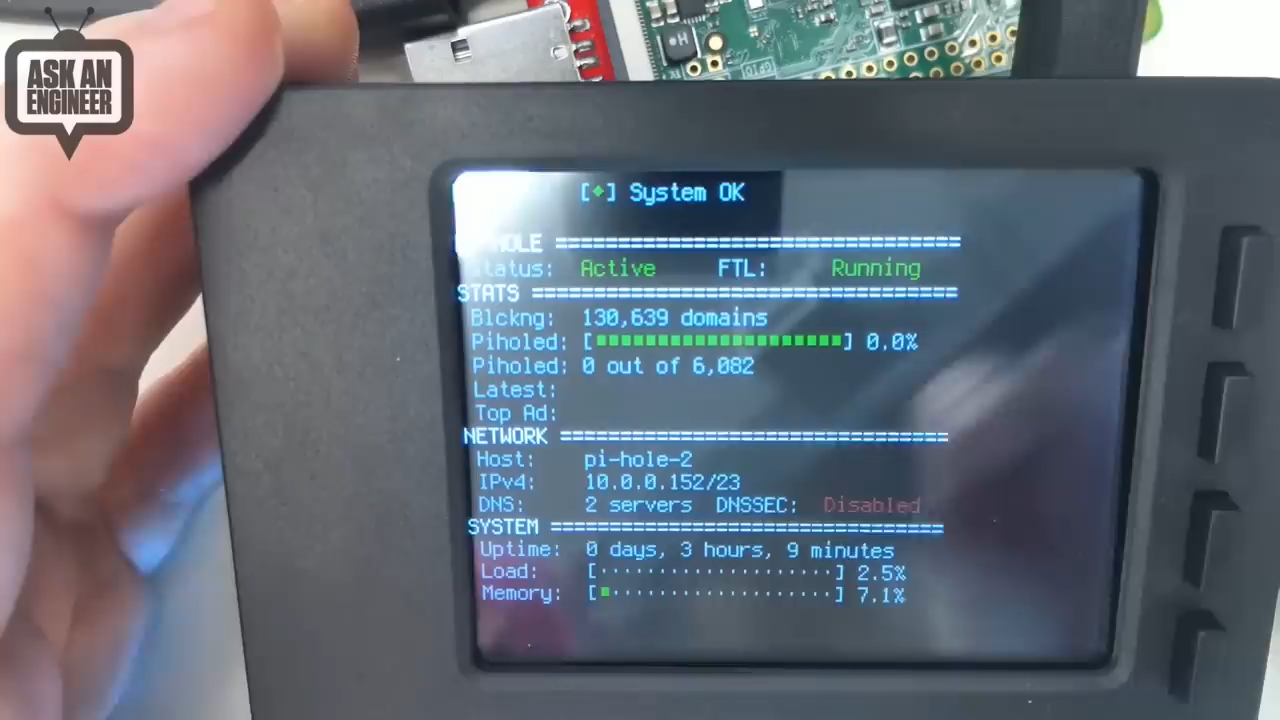 ASK AN
ENGINEER
GPIO
[✦] System OK
HOLE ================================
Status: Active FTL: Running
STATS ==================================
Blckng: 130,639 domains
Piholed: [■■■■■■■■■■■■■■■■■■■■] 0.0%
Piholed: 0 out of 6,082
Latest:
Top Ad:
NETWORK ================================
Host: pi-hole-2
IPv4: 10.0.0.152/23
DNS: 2 servers DNSSEC: Disabled
SYSTEM =================================
Uptime: 0 days, 3 hours, 9 minutes
Load: [····················] 2.5%
Memory: [■···················] 7.1%